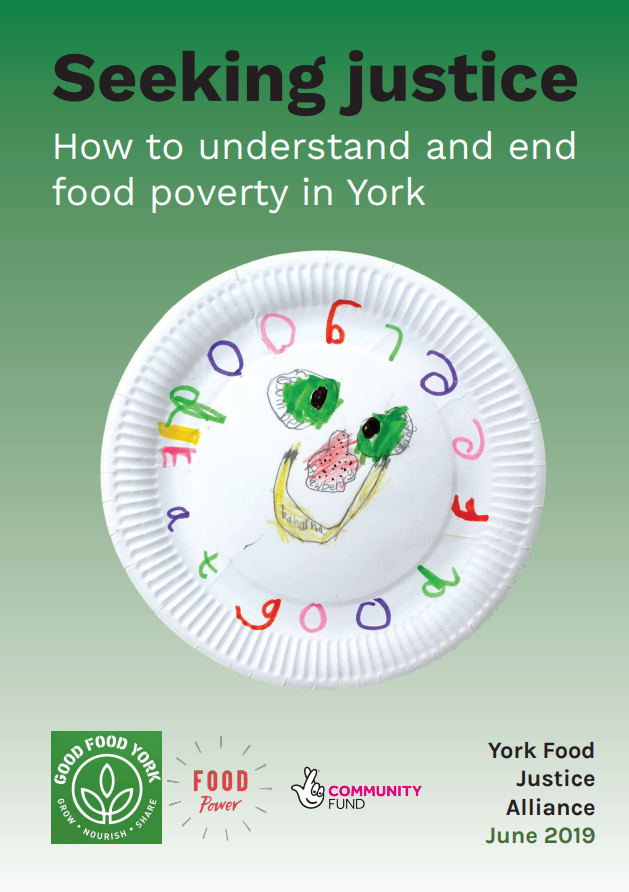 Seeking justice
How to understand and end
food poverty in York
banana
GOOD FOOD YORK
GROW • NOURISH • SHARE
FOOD
Power
COMMUNITY
FUND
York Food
Justice
Alliance
June 2019